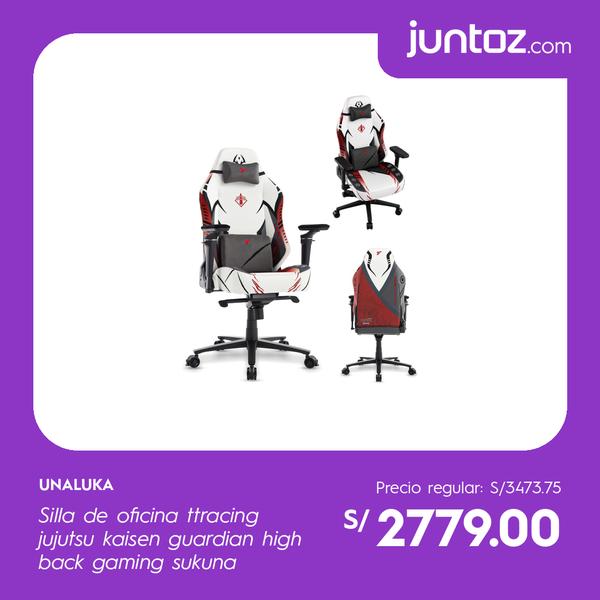 juntoz.com
UNALUKA
Silla de oficina ttracing
jujutsu kaisen guardian high
back gaming sukuna
Precio regular: S/3473.75
S/ 2779.00